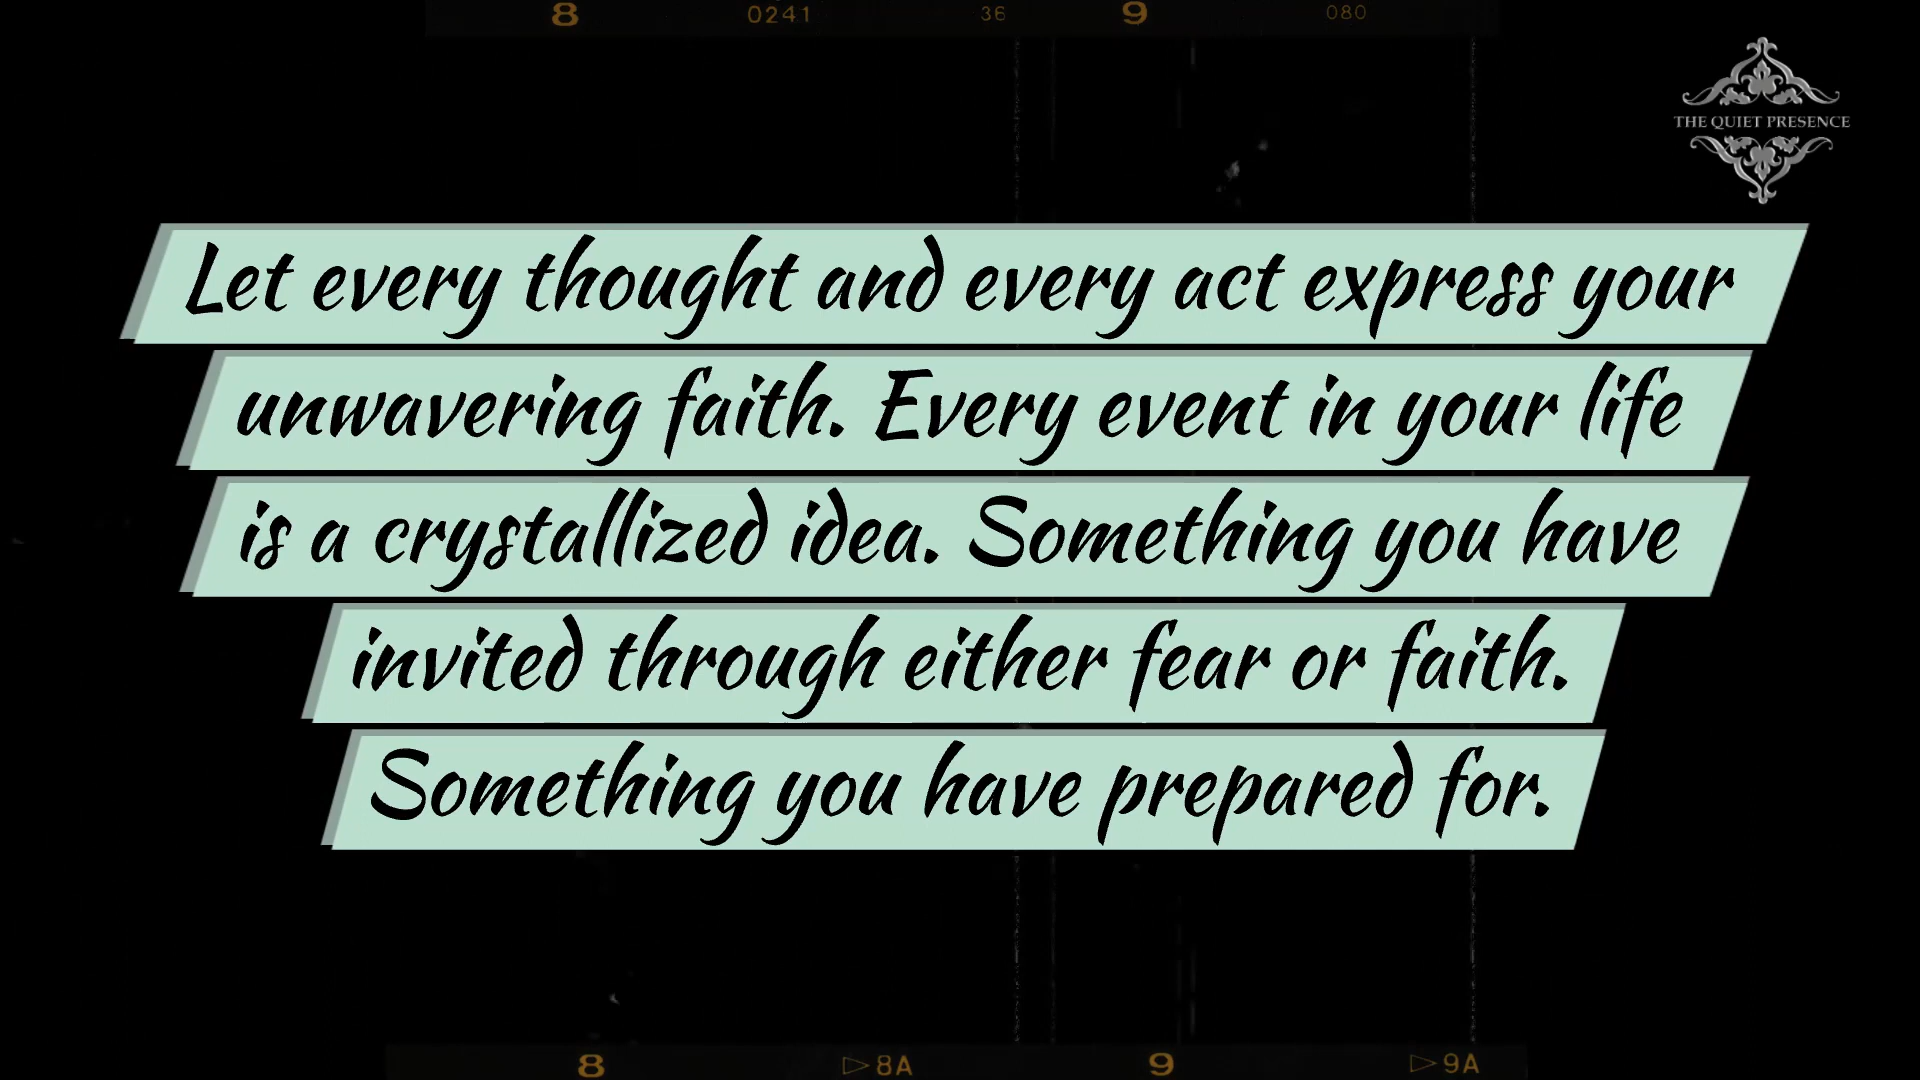 8 0241 36 9 080
THE QUIET PRESENCE
Let every thought and every act express your
unwavering faith. Every event in your life
is a crystallized idea. Something you have
invited through either fear or faith.
Something you have prepared for.
8 ▷8A 9 ▷9A